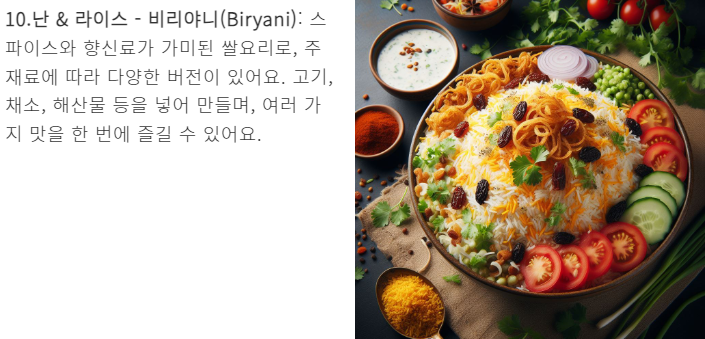 10.난 & 라이스 - 비리야니(Biryani): 스
파이스와 향신료가 가미된 쌀요리로, 주
재료에 따라 다양한 버전이 있어요. 고기,
채소, 해산물 등을 넣어 만들며, 여러 가
지 맛을 한 번에 즐길 수 있어요.